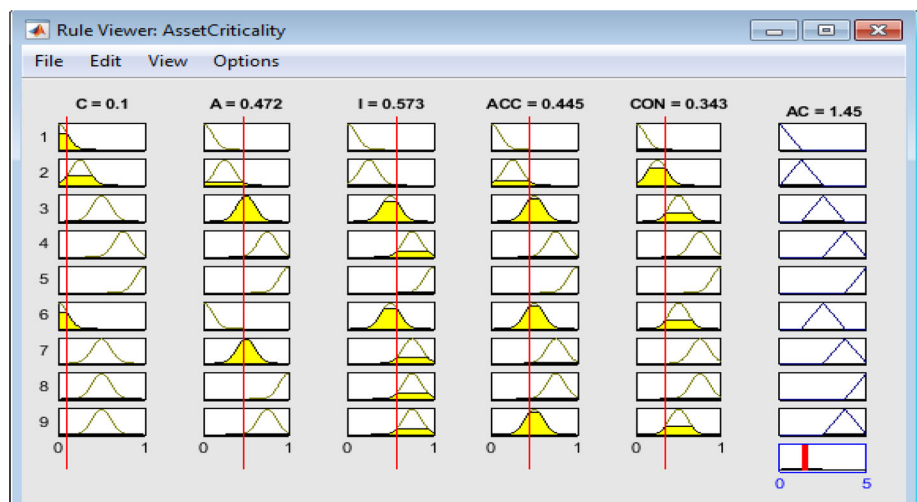 Rule Viewer: AssetCriticality
File Edit View Options
C = 0.1 A = 0.472 I = 0.573 ACC = 0.445 CON = 0.343 AC = 1.45
1
2
3
4
5
6
7
8
9
0 1 0 1 0 1 0 1 0 1
0 5